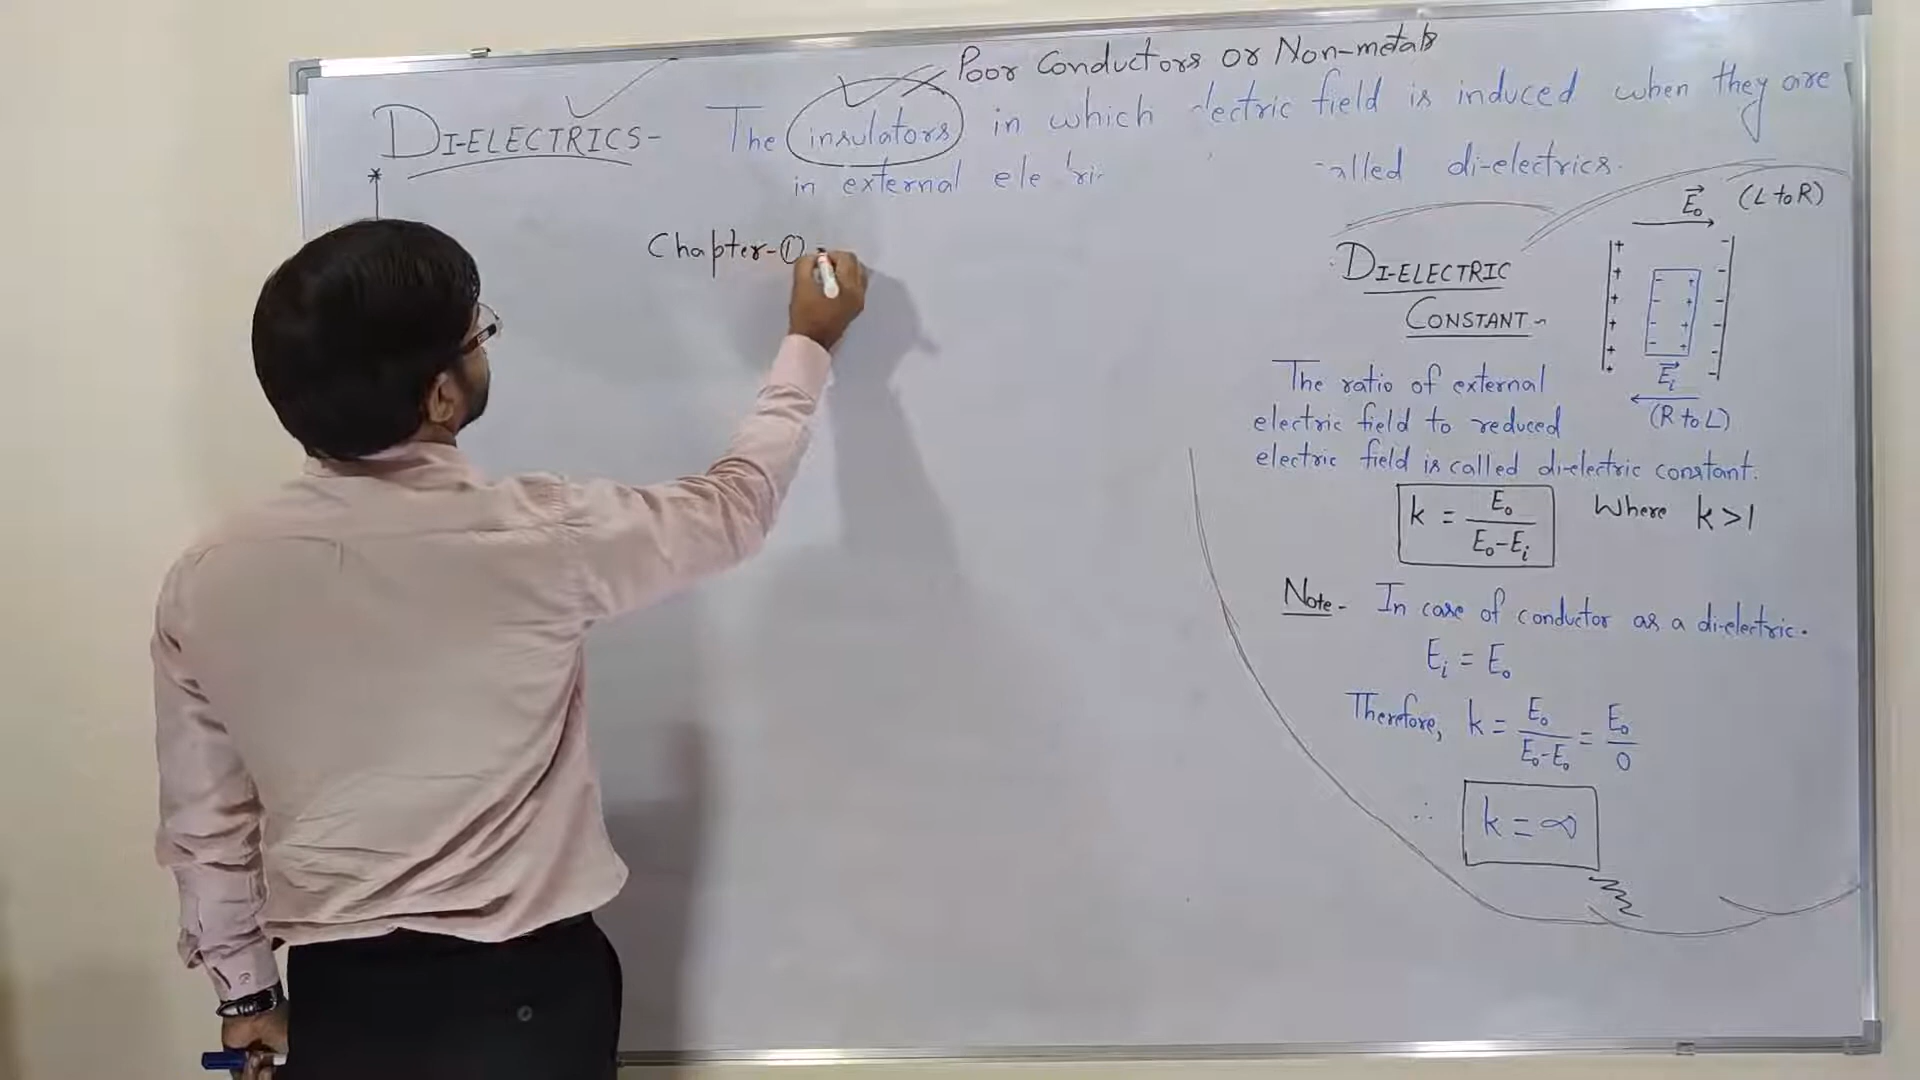 Poor Conductors or Non-metals
DI-ELECTRICS- The insulators in which electric field is induced when they are
in external called di-electrics.
Chapter-①
E₀ (L to R)
DI-ELECTRIC
CONSTANT-
Eᵢ
(R to L)
The ratio of external
electric field to reduced
electric field is called di-electric constant.
k = E₀ / (E₀-Eᵢ) Where k>1
Note- In case of conductor as a di-electric.
Eᵢ = E₀
Therefore, k = E₀ / (E₀-E₀) = E₀ / 0
∴ k = ∞